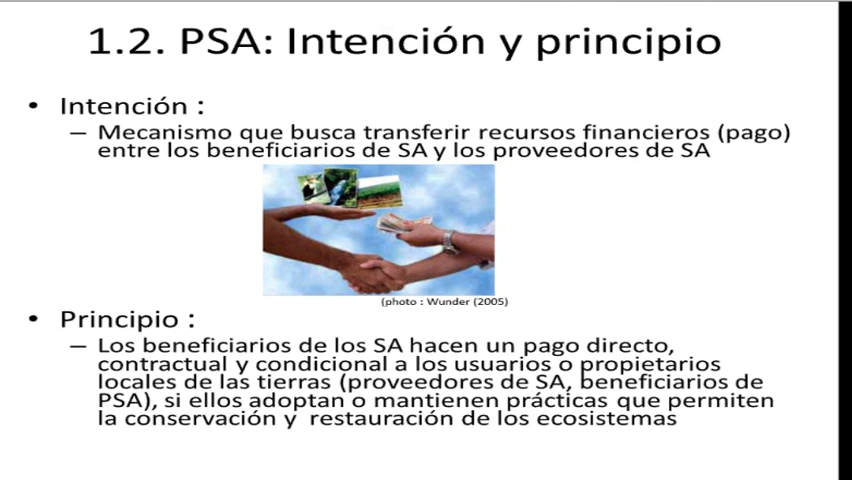 1.2. PSA: Intención y principio
• Intención :
– Mecanismo que busca transferir recursos financieros (pago)
entre los beneficiarios de SA y los proveedores de SA
(photo : Wunder (2005)
• Principio :
– Los beneficiarios de los SA hacen un pago directo,
contractual y condicional a los usuarios o propietarios
locales de las tierras (proveedores de SA, beneficiarios de
PSA), si ellos adoptan o mantienen prácticas que permiten
la conservación y restauración de los ecosistemas